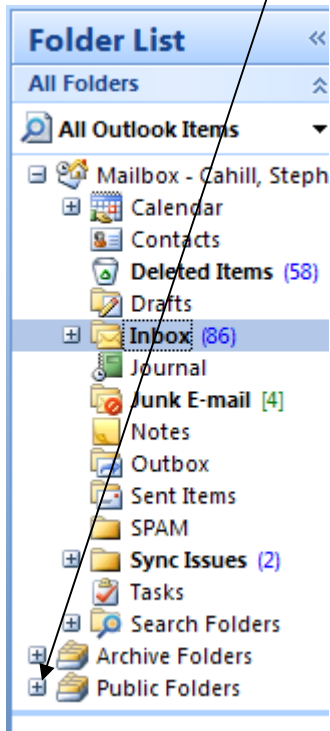 Folder List
All Folders
All Outlook Items
Mailbox - Cahill, Steph
Calendar
Contacts
Deleted Items (58)
Drafts
Inbox (86)
Journal
Junk E-mail [4]
Notes
Outbox
Sent Items
SPAM
Sync Issues (2)
Tasks
Search Folders
Archive Folders
Public Folders